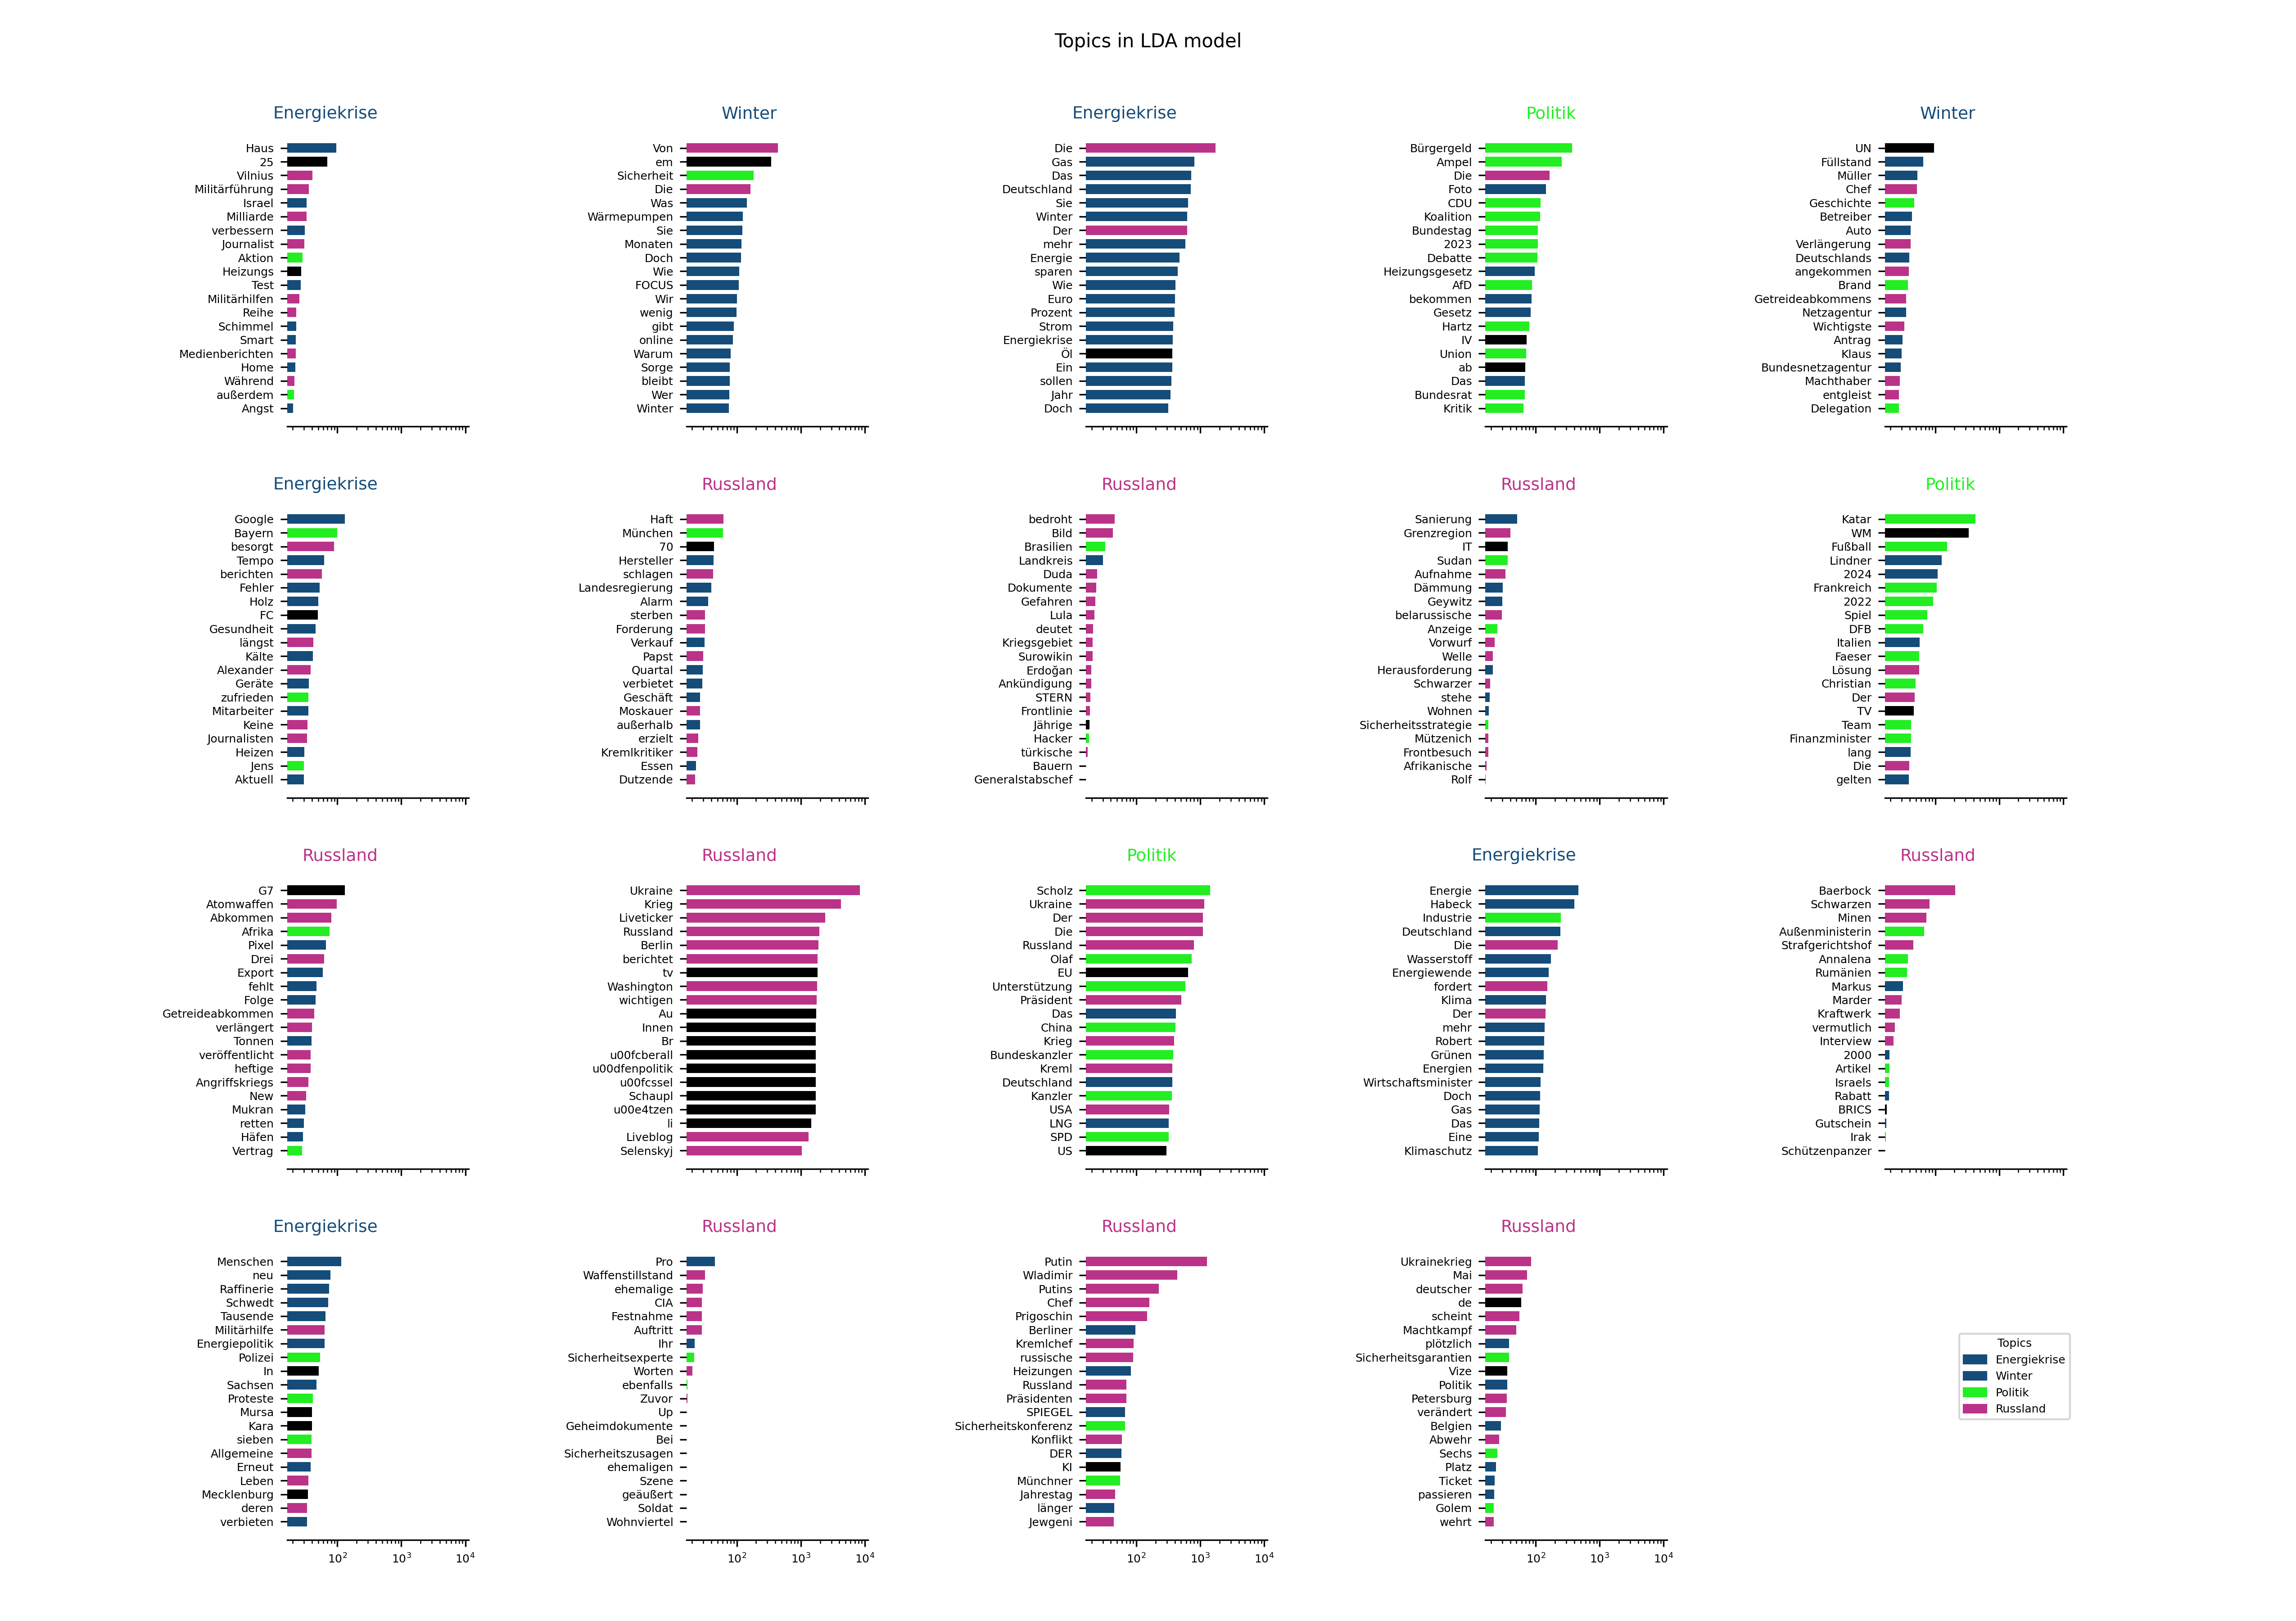 Topics in LDA model
Energiekrise
Haus
25
Vilnius
Militärführung
Israel
Milliarde
verbessern
Journalist
Aktion
Heizungs
Test
Militärhilfen
Reihe
Schimmel
Smart
Medienberichten
Home
Während
außerdem
Angst
Winter
Von
em
Sicherheit
Die
Was
Wärmepumpen
Sie
Monaten
Doch
Wie
FOCUS
Wir
wenig
gibt
online
Warum
Sorge
bleibt
Wer
Winter
Energiekrise
Die
Gas
Das
Deutschland
Sie
Winter
Der
mehr
Energie
sparen
Wie
Euro
Prozent
Strom
Energiekrise
Öl
Ein
sollen
Jahr
Doch
Politik
Bürgergeld
Ampel
Die
Foto
CDU
Koalition
Bundestag
2023
Debatte
Heizungsgesetz
AfD
bekommen
Gesetz
Hartz
IV
Union
ab
Das
Bundesrat
Kritik
Winter
UN
Füllstand
Müller
Chef
Geschichte
Betreiber
Auto
Verlängerung
Deutschlands
angekommen
Brand
Getreideabkommens
Netzagentur
Wichtigste
Antrag
Klaus
Bundesnetzagentur
Machthaber
entgleist
Delegation
Energiekrise
Google
Bayern
besorgt
Tempo
berichten
Fehler
Holz
FC
Gesundheit
längst
Kälte
Alexander
Geräte
zufrieden
Mitarbeiter
Keine
Journalisten
Heizen
Jens
Aktuell
Russland
Haft
München
70
Hersteller
schlagen
Landesregierung
Alarm
sterben
Forderung
Verkauf
Papst
Quartal
verbietet
Geschäft
Moskauer
außerhalb
erzielt
Kremlkritiker
Essen
Dutzende
Russland
bedroht
Bild
Brasilien
Landkreis
Duda
Dokumente
Gefahren
Lula
deutet
Kriegsgebiet
Surowikin
Erdoğan
Ankündigung
STERN
Frontlinie
Jährige
Hacker
türkische
Bauern
Generalstabschef
Russland
Sanierung
Grenzregion
IT
Sudan
Aufnahme
Dämmung
Geywitz
belarussische
Anzeige
Vorwurf
Welle
Herausforderung
Schwarzer
stehe
Wohnen
Sicherheitsstrategie
Mützenich
Frontbesuch
Afrikanische
Rolf
Politik
Katar
WM
Fußball
Lindner
2024
Frankreich
2022
Spiel
DFB
Italien
Faeser
Lösung
Christian
Der
TV
Team
Finanzminister
lang
Die
gelten
Russland
G7
Atomwaffen
Abkommen
Afrika
Pixel
Drei
Export
fehlt
Folge
Getreideabkommen
verlängert
Tonnen
veröffentlicht
heftige
Angriffskriegs
New
Mukran
retten
Häfen
Vertrag
Russland
Ukraine
Krieg
Liveticker
Russland
Berlin
berichtet
tv
Washington
wichtigen
Au
Innen
Br
u00fcberall
u00dfenpolitik
u00fcssel
Schaupl
u00e4tzen
li
Liveblog
Selenskyj
Politik
Scholz
Ukraine
Der
Die
Russland
Olaf
EU
Unterstützung
Präsident
Das
China
Krieg
Bundeskanzler
Kreml
Deutschland
Kanzler
USA
LNG
SPD
US
Energiekrise
Energie
Habeck
Industrie
Deutschland
Die
Wasserstoff
Energiewende
fordert
Klima
Der
mehr
Robert
Grünen
Energien
Wirtschaftsminister
Doch
Gas
Das
Eine
Klimaschutz
Russland
Baerbock
Schwarzen
Minen
Außenministerin
Strafgerichtshof
Annalena
Rumänien
Markus
Marder
Kraftwerk
vermutlich
Interview
2000
Artikel
Israels
Rabatt
BRICS
Gutschein
Irak
Schützenpanzer
Energiekrise
Menschen
neu
Raffinerie
Schwedt
Tausende
Militärhilfe
Energiepolitik
Polizei
In
Sachsen
Proteste
Mursa
Kara
sieben
Allgemeine
Erneut
Leben
Mecklenburg
deren
verbieten
10² 10³ 10⁴
Russland
Pro
Waffenstillstand
ehemalige
CIA
Festnahme
Auftritt
Ihr
Sicherheitsexperte
Worten
ebenfalls
Zuvor
Up
Geheimdokumente
Bei
Sicherheitszusagen
ehemaligen
Szene
geäußert
Soldat
Wohnviertel
10² 10³ 10⁴
Russland
Putin
Wladimir
Putins
Chef
Prigoschin
Berliner
Kremlchef
russische
Heizungen
Russland
Präsidenten
SPIEGEL
Sicherheitskonferenz
Konflikt
DER
KI
Münchner
Jahrestag
länger
Jewgeni
10² 10³ 10⁴
Russland
Ukrainekrieg
Mai
deutscher
de
scheint
Machtkampf
plötzlich
Sicherheitsgarantien
Vize
Politik
Petersburg
verändert
Belgien
Abwehr
Sechs
Platz
Ticket
passieren
Golem
wehrt
10² 10³ 10⁴
Topics
Energiekrise
Winter
Politik
Russland